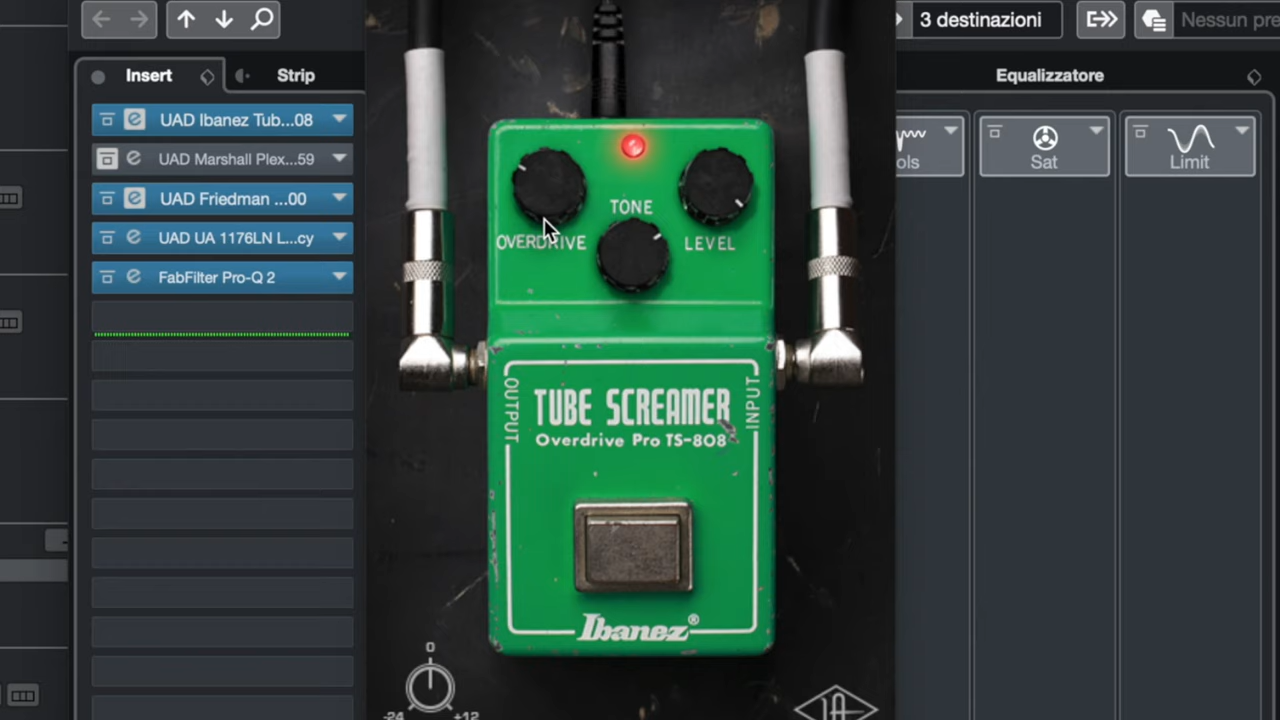 3 destinazioni
Nessun pre
Insert
Strip
Equalizzatore
UAD Ibanez Tub...08
UAD Marshall Plex...59
UAD Friedman ...00
UAD UA 1176LN L...cy
FabFilter Pro-Q 2
ols
Sat
Limit
TONE
OVERDRIVE
LEVEL
OUTPUT
INPUT
TUBE SCREAMER
Overdrive Pro TS-808
Ibanez®
0
-24
+12